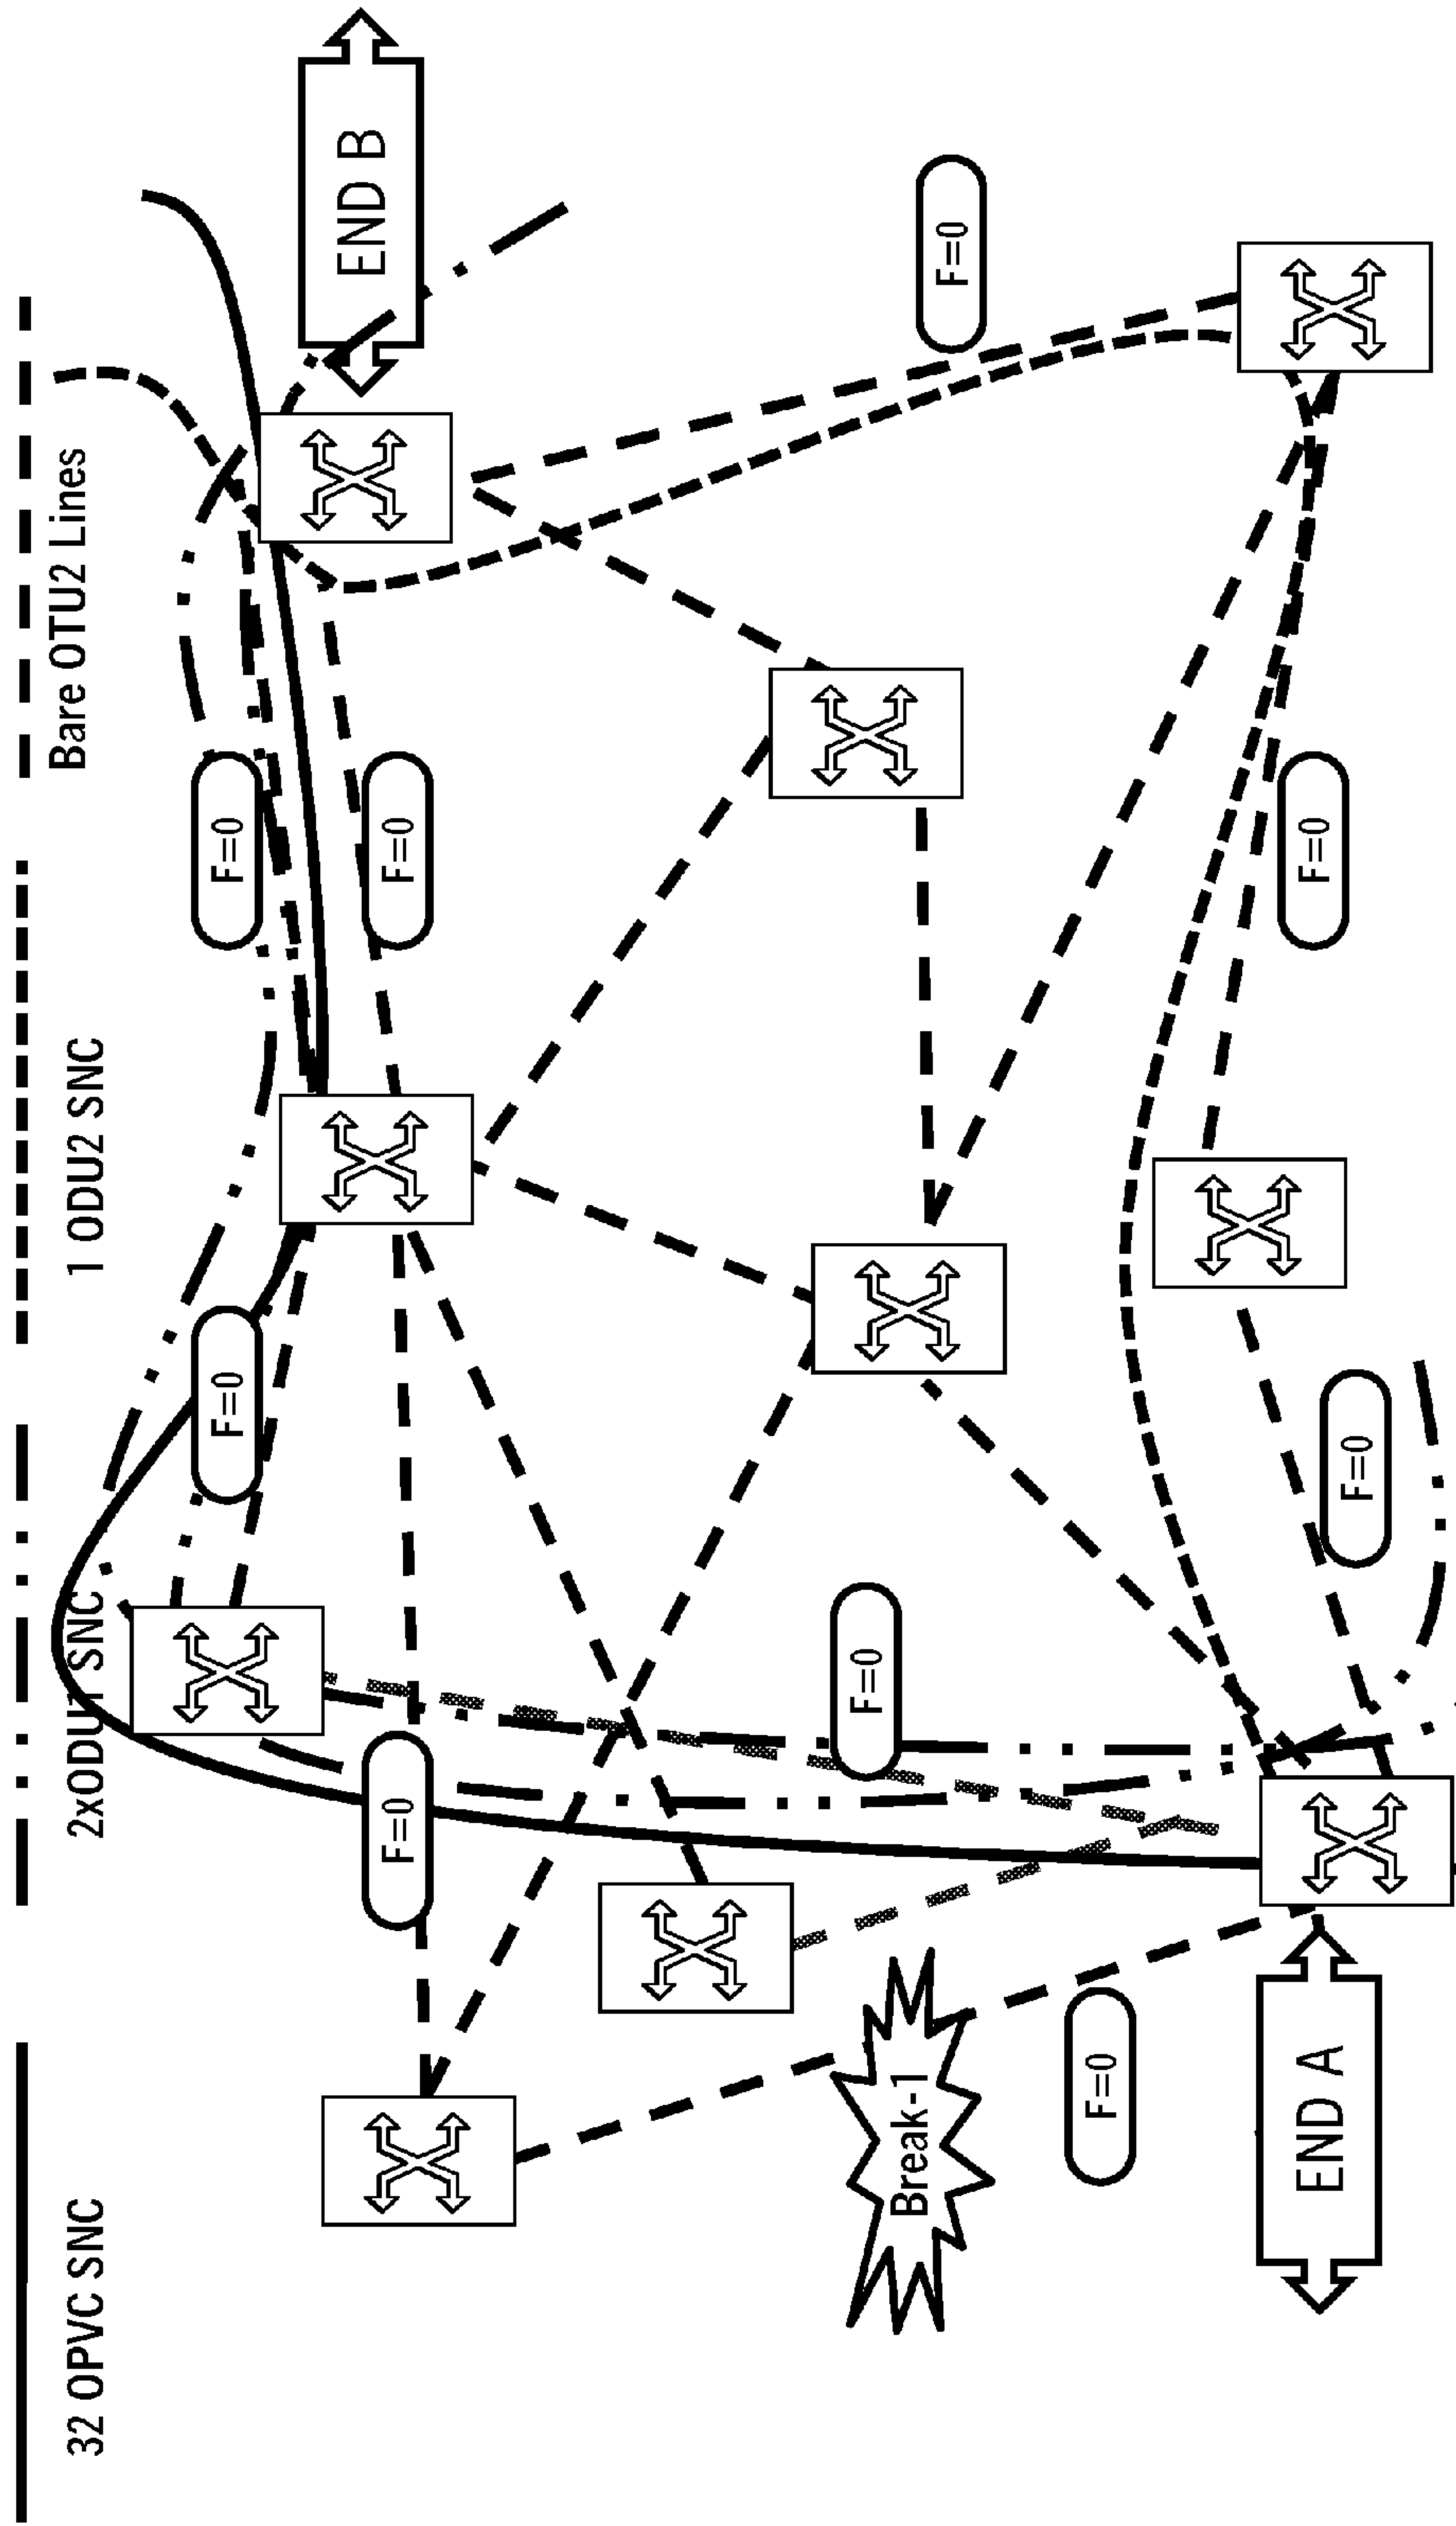 32 OPVC SNC
2xODU1 SNC
1 ODU2 SNC
Bare OTU2 Lines
F=0
F=0
END B
F=0
F=0
F=0
Break-1
F=0
F=0
END A
F=0
F=0